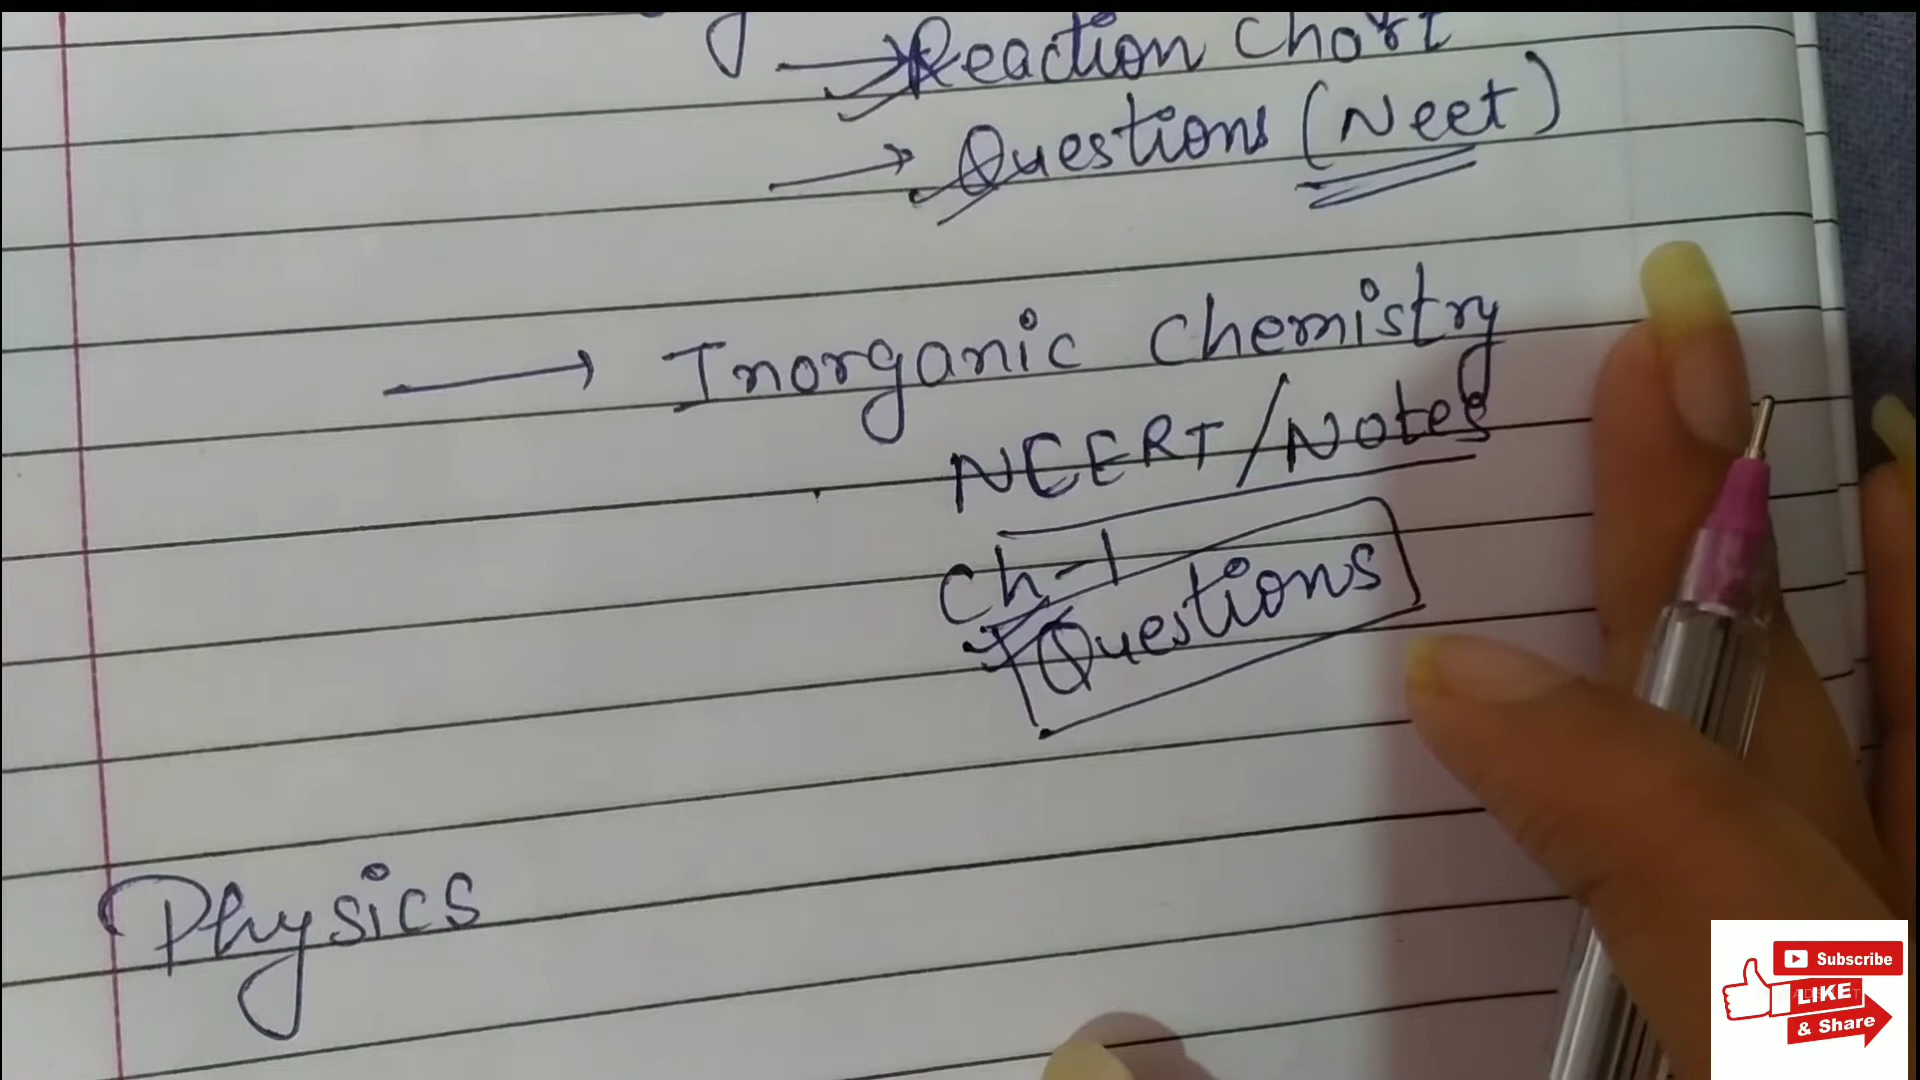 → Reaction Chart
→ Questions (Neet)
→ Inorganic Chemistry
NCERT/Notes
Ch-1
Questions
Physics
Subscribe
LIKE
& Share